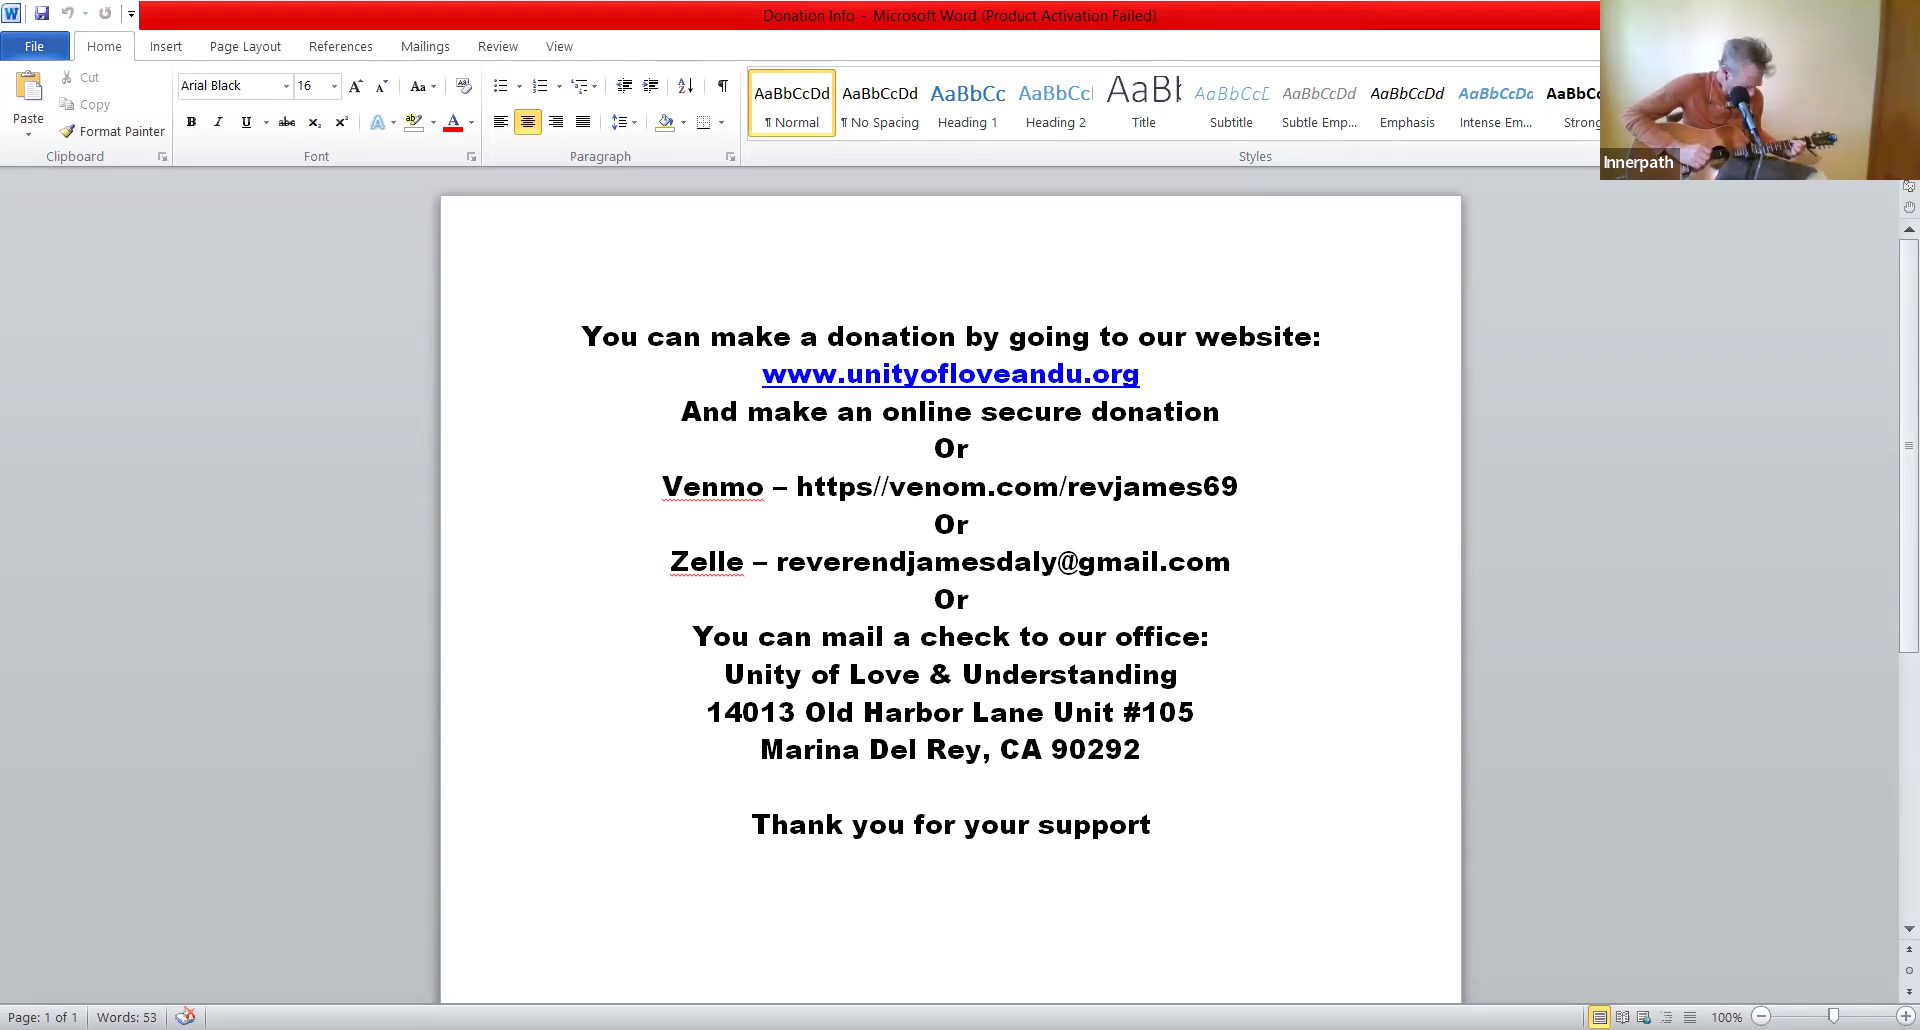 Donation Info - Microsoft Word (Product Activation Failed)
File Home Insert Page Layout References Mailings Review View
Paste
Cut
Copy
Format Painter
Clipboard
Arial Black 16
Font
Paragraph
AaBbCcDd AaBbCcDd AaBbCc AaBbCc AaBb AaBbCcD AaBbCcDd AaBbCcDd AaBbCcDd AaBbCc
¶ Normal ¶ No Spacing Heading 1 Heading 2 Title Subtitle Subtle Emp... Emphasis Intense Em... Strong
Styles
Innerpath
You can make a donation by going to our website:
www.unityofloveandu.org
And make an online secure donation
Or
Venmo – https//venom.com/revjames69
Or
Zelle – reverendjamesdaly@gmail.com
Or
You can mail a check to our office:
Unity of Love & Understanding
14013 Old Harbor Lane Unit #105
Marina Del Rey, CA 90292
Thank you for your support
Page: 1 of 1 Words: 53 100%